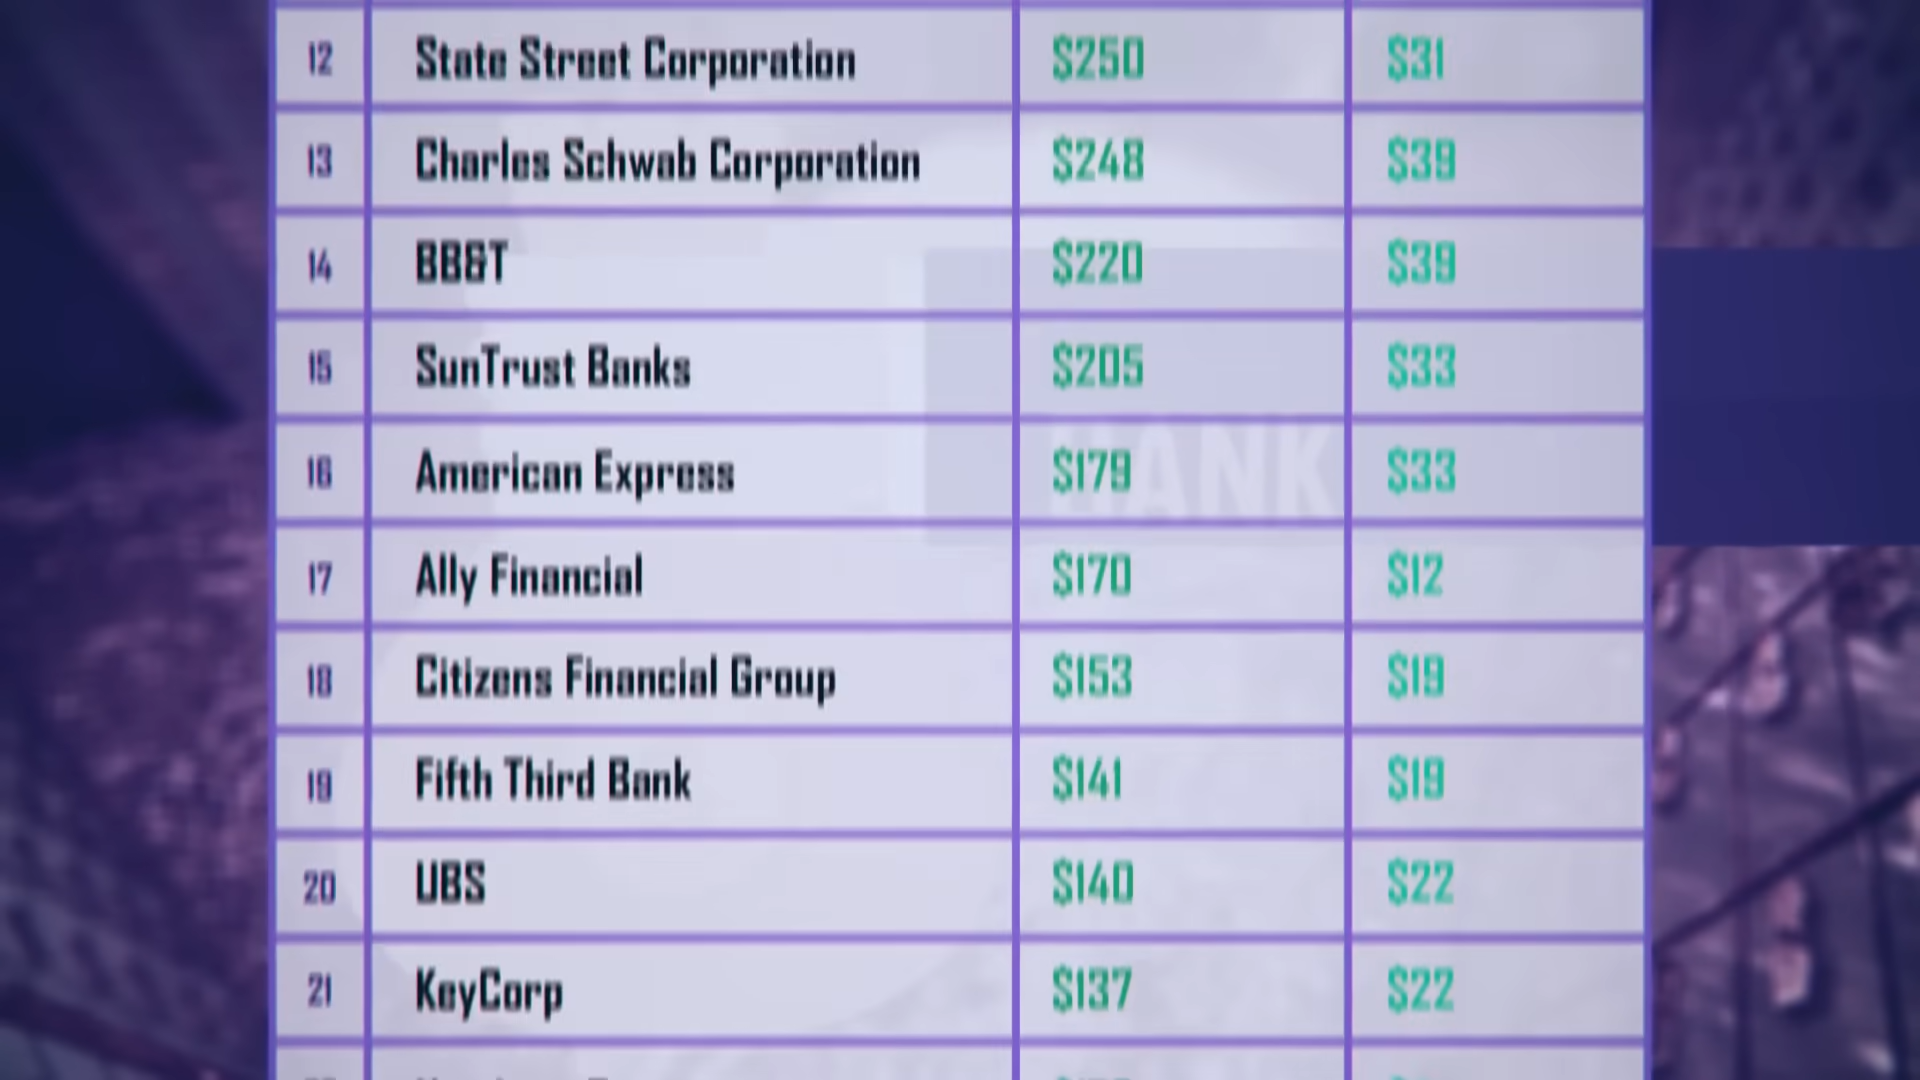 12 State Street Corporation $250 $31
13 Charles Schwab Corporation $248 $39
14 BB&T $220 $39
15 SunTrust Banks $205 $33
16 American Express $179 $33
17 Ally Financial $170 $12
18 Citizens Financial Group $153 $19
19 Fifth Third Bank $141 $19
20 UBS $140 $22
21 KeyCorp $137 $22